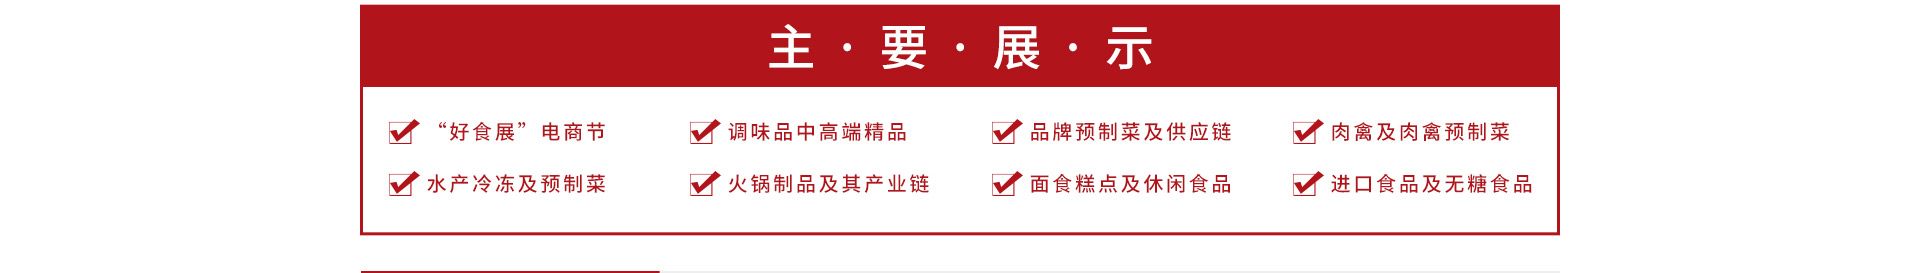 主·要·展·示
“好食展”电商节
调味品中高端精品
品牌预制菜及供应链
肉禽及肉禽预制菜
水产冷冻及预制菜
火锅制品及其产业链
面食糕点及休闲食品
进口食品及无糖食品